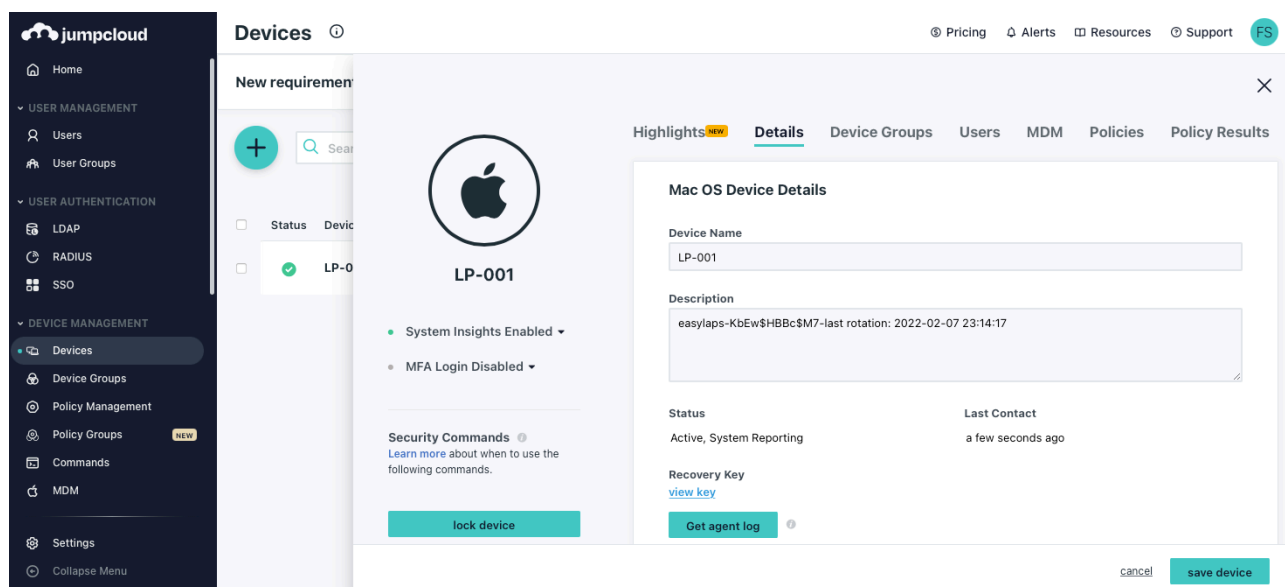 jumpcloud
Home
USER MANAGEMENT
Users
User Groups
USER AUTHENTICATION
LDAP
RADIUS
SSO
DEVICE MANAGEMENT
Devices
Device Groups
Policy Management
Policy Groups NEW
Commands
MDM
Settings
Collapse Menu
Devices
Pricing Alerts Resources Support FS
New requiremen
Sear
Status Devic
LP-0
LP-001
System Insights Enabled
MFA Login Disabled
Security Commands
Learn more about when to use the
following commands.
lock device
Highlights NEW Details Device Groups Users MDM Policies Policy Results
Mac OS Device Details
Device Name
LP-001
Description
easylaps-KbEw$HBBc$M7-last rotation: 2022-02-07 23:14:17
Status Last Contact
Active, System Reporting a few seconds ago
Recovery Key
view key
Get agent log
cancel save device